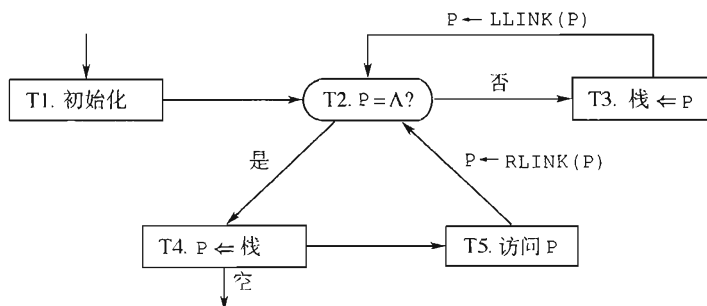 P ← LLINK(P)
T1. 初始化
T2. P = Λ?
否
T3. 栈 ⇐ P
是
P ← RLINK(P)
T4. P ⇐ 栈
T5. 访问 P
空